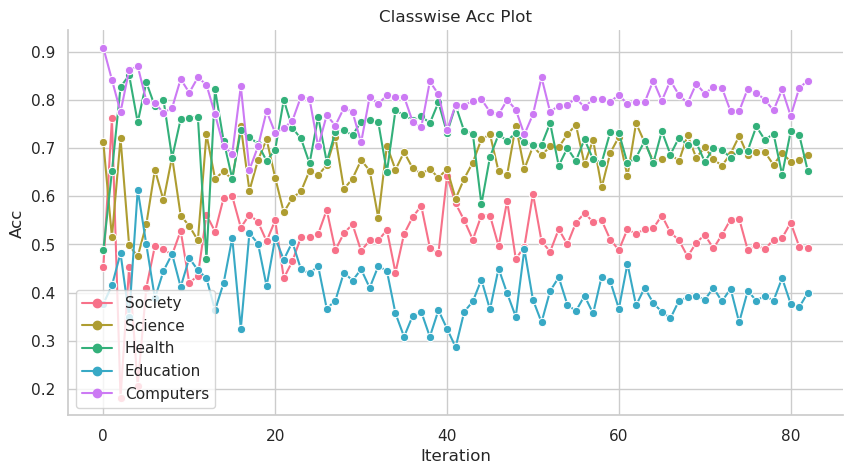 Classwise Acc Plot
0.9
0.8
0.7
0.6
0.5
0.4
0.3
0.2
Acc
Society
Science
Health
Education
Computers
0 20 40 60 80
Iteration